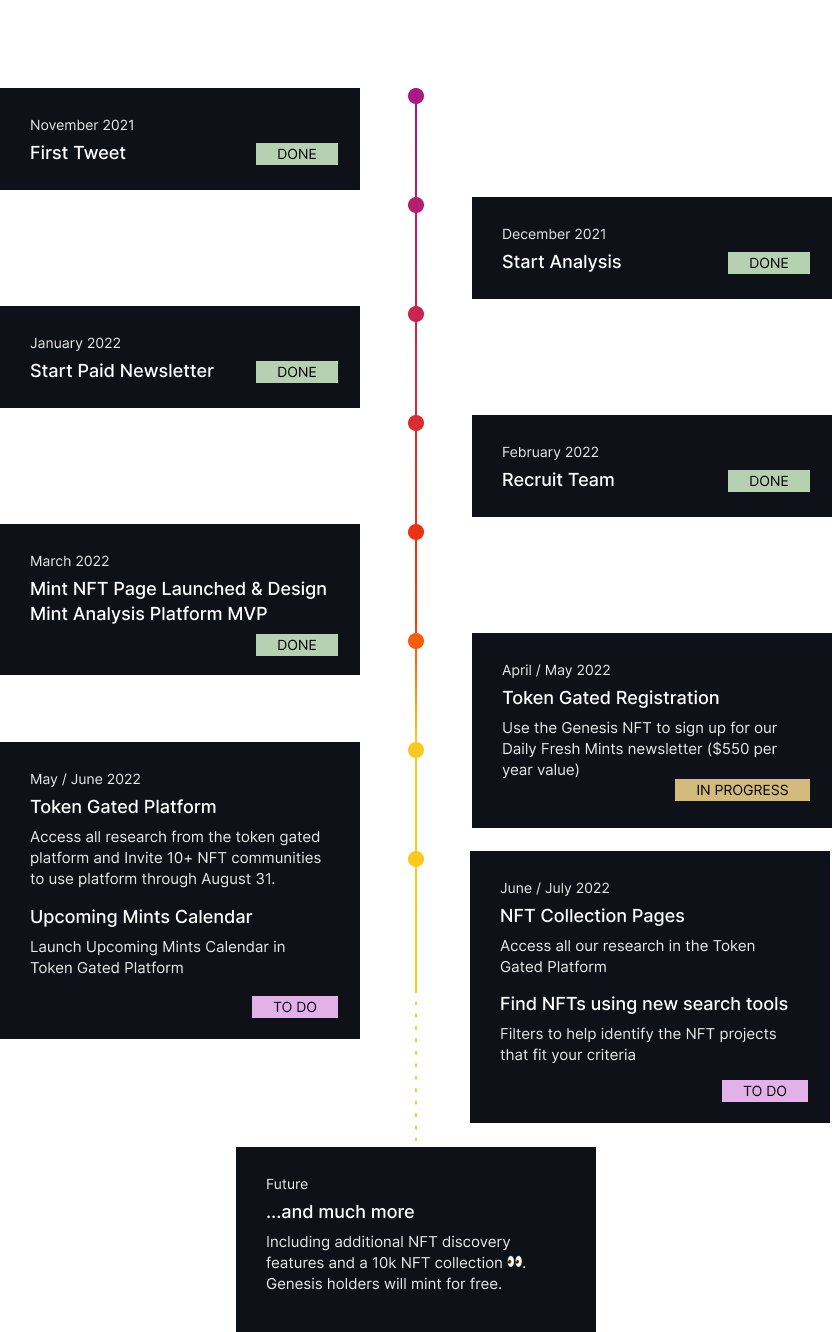 November 2021
First Tweet
DONE
December 2021
Start Analysis
DONE
January 2022
Start Paid Newsletter
DONE
February 2022
Recruit Team
DONE
March 2022
Mint NFT Page Launched & Design
Mint Analysis Platform MVP
DONE
April / May 2022
Token Gated Registration
Use the Genesis NFT to sign up for our
Daily Fresh Mints newsletter ($550 per
year value)
IN PROGRESS
May / June 2022
Token Gated Platform
Access all research from the token gated
platform and Invite 10+ NFT communities
to use platform through August 31.
Upcoming Mints Calendar
Launch Upcoming Mints Calendar in
Token Gated Platform
TO DO
June / July 2022
NFT Collection Pages
Access all our research in the Token
Gated Platform
Find NFTs using new search tools
Filters to help identify the NFT projects
that fit your criteria
TO DO
Future
...and much more
Including additional NFT discovery
features and a 10k NFT collection 👀.
Genesis holders will mint for free.